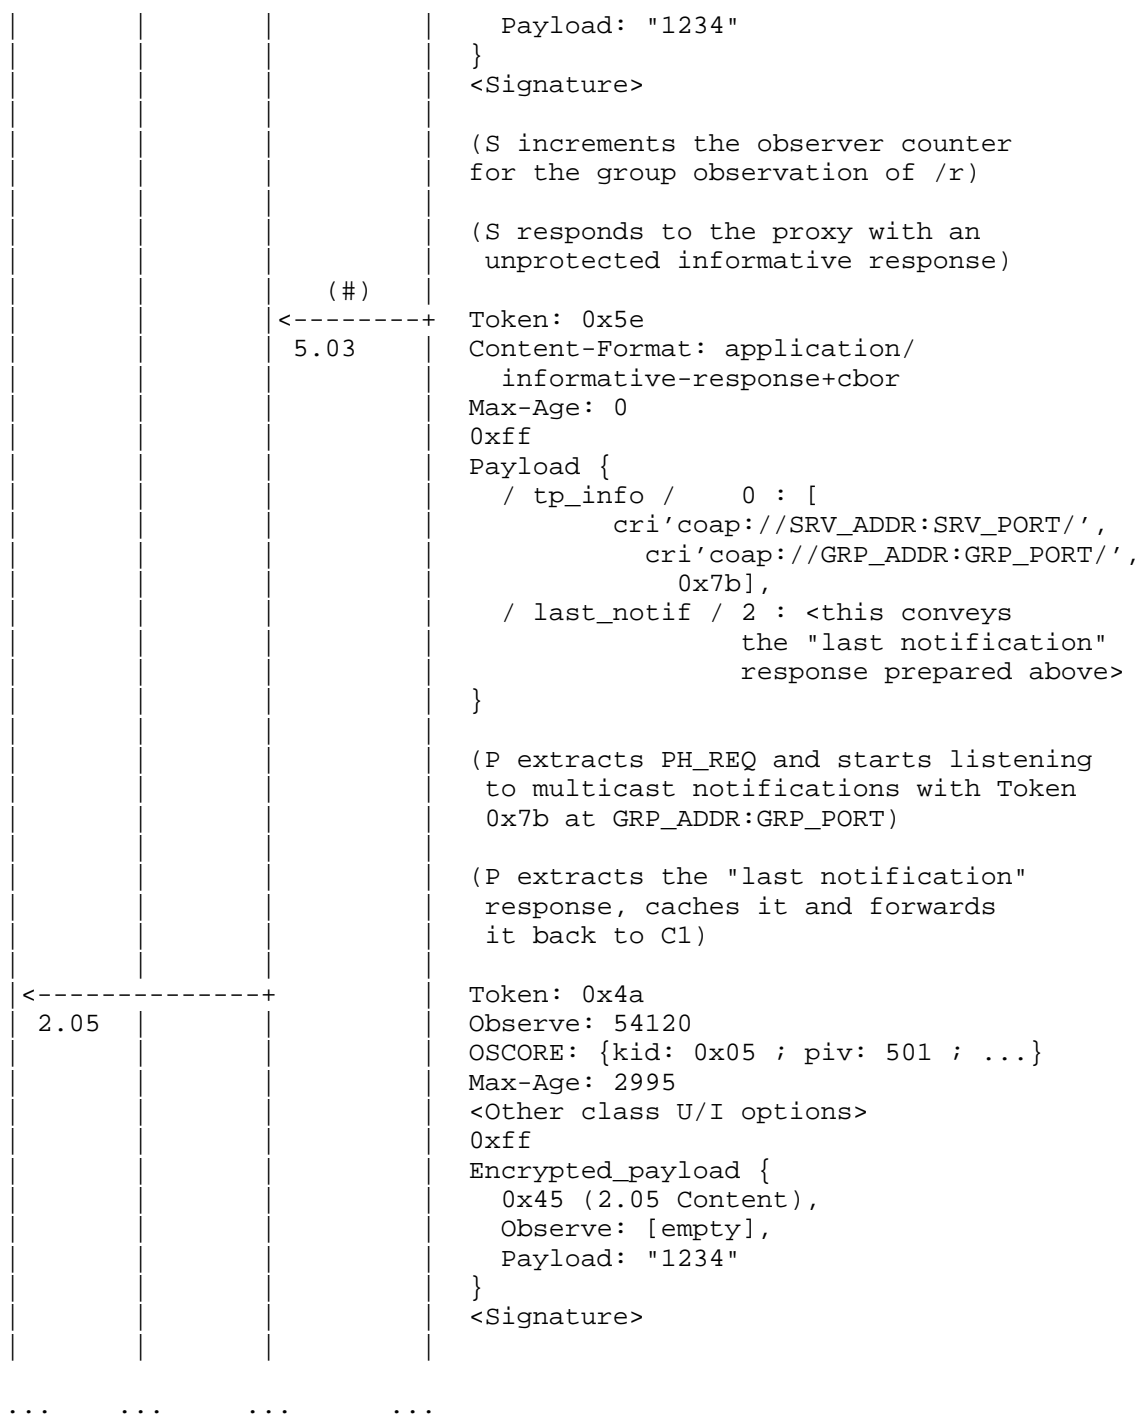 Payload: "1234"
}
<Signature>
(S increments the observer counter
for the group observation of /r)
(S responds to the proxy with an
unprotected informative response)
(#)
<--------+ Token: 0x5e
5.03 Content-Format: application/
informative-response+cbor
Max-Age: 0
0xff
Payload {
/ tp_info / 0 : [
cri'coap://SRV_ADDR:SRV_PORT/',
cri'coap://GRP_ADDR:GRP_PORT/',
0x7b],
/ last_notif / 2 : <this conveys
the "last notification"
response prepared above>
}
(P extracts PH_REQ and starts listening
to multicast notifications with Token
0x7b at GRP_ADDR:GRP_PORT)
(P extracts the "last notification"
response, caches it and forwards
it back to C1)
<--------------+ Token: 0x4a
2.05 Observe: 54120
OSCORE: {kid: 0x05 ; piv: 501 ; ...}
Max-Age: 2995
<Other class U/I options>
0xff
Encrypted_payload {
0x45 (2.05 Content),
Observe: [empty],
Payload: "1234"
}
<Signature>
... ... ... ...